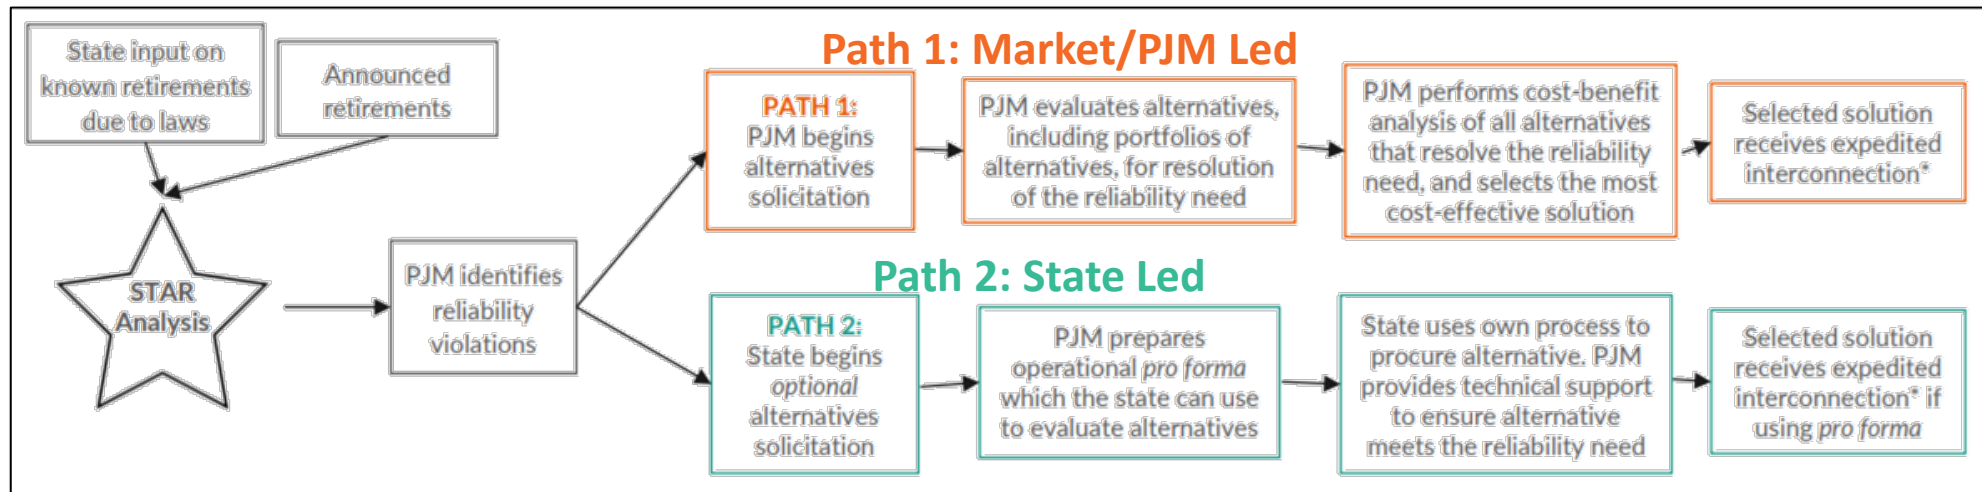 State input on
known retirements
due to laws
Announced
retirements
STAR
Analysis
PJM identifies
reliability
violations
Path 1: Market/PJM Led
PATH 1:
PJM begins
alternatives
solicitation
PJM evaluates alternatives,
including portfolios of
alternatives, for resolution
of the reliability need
PJM performs cost-benefit
analysis of all alternatives
that resolve the reliability
need, and selects the most
cost-effective solution
Selected solution
receives expedited
interconnection*
Path 2: State Led
PATH 2:
State begins
optional
alternatives
solicitation
PJM prepares
operational pro forma
which the state can use
to evaluate alternatives
State uses own process to
procure alternative. PJM
provides technical support
to ensure alternative
meets the reliability need
Selected solution
receives expedited
interconnection* if
using pro forma